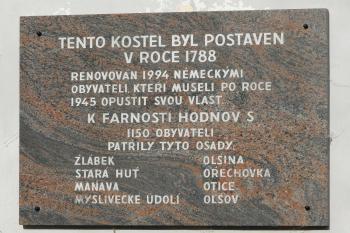 TENTO KOSTEL BYL POSTAVEN
V ROCE 1788
RENOVOVÁN 1994 NĚMECKÝMI
OBYVATELI, KTEŘÍ MUSELI PO ROCE
1945 OPUSTIT SVOU VLAST
K FARNOSTI HODŇOV S
1150 OBYVATELI
PATŘILY TYTO OSADY:
ŽLÁBEK OLŠINA
STARÁ HUŤ OŘECHOVKA
MANAVA OTICE
MYSLIVECKÉ ÚDOLÍ OLŠOV